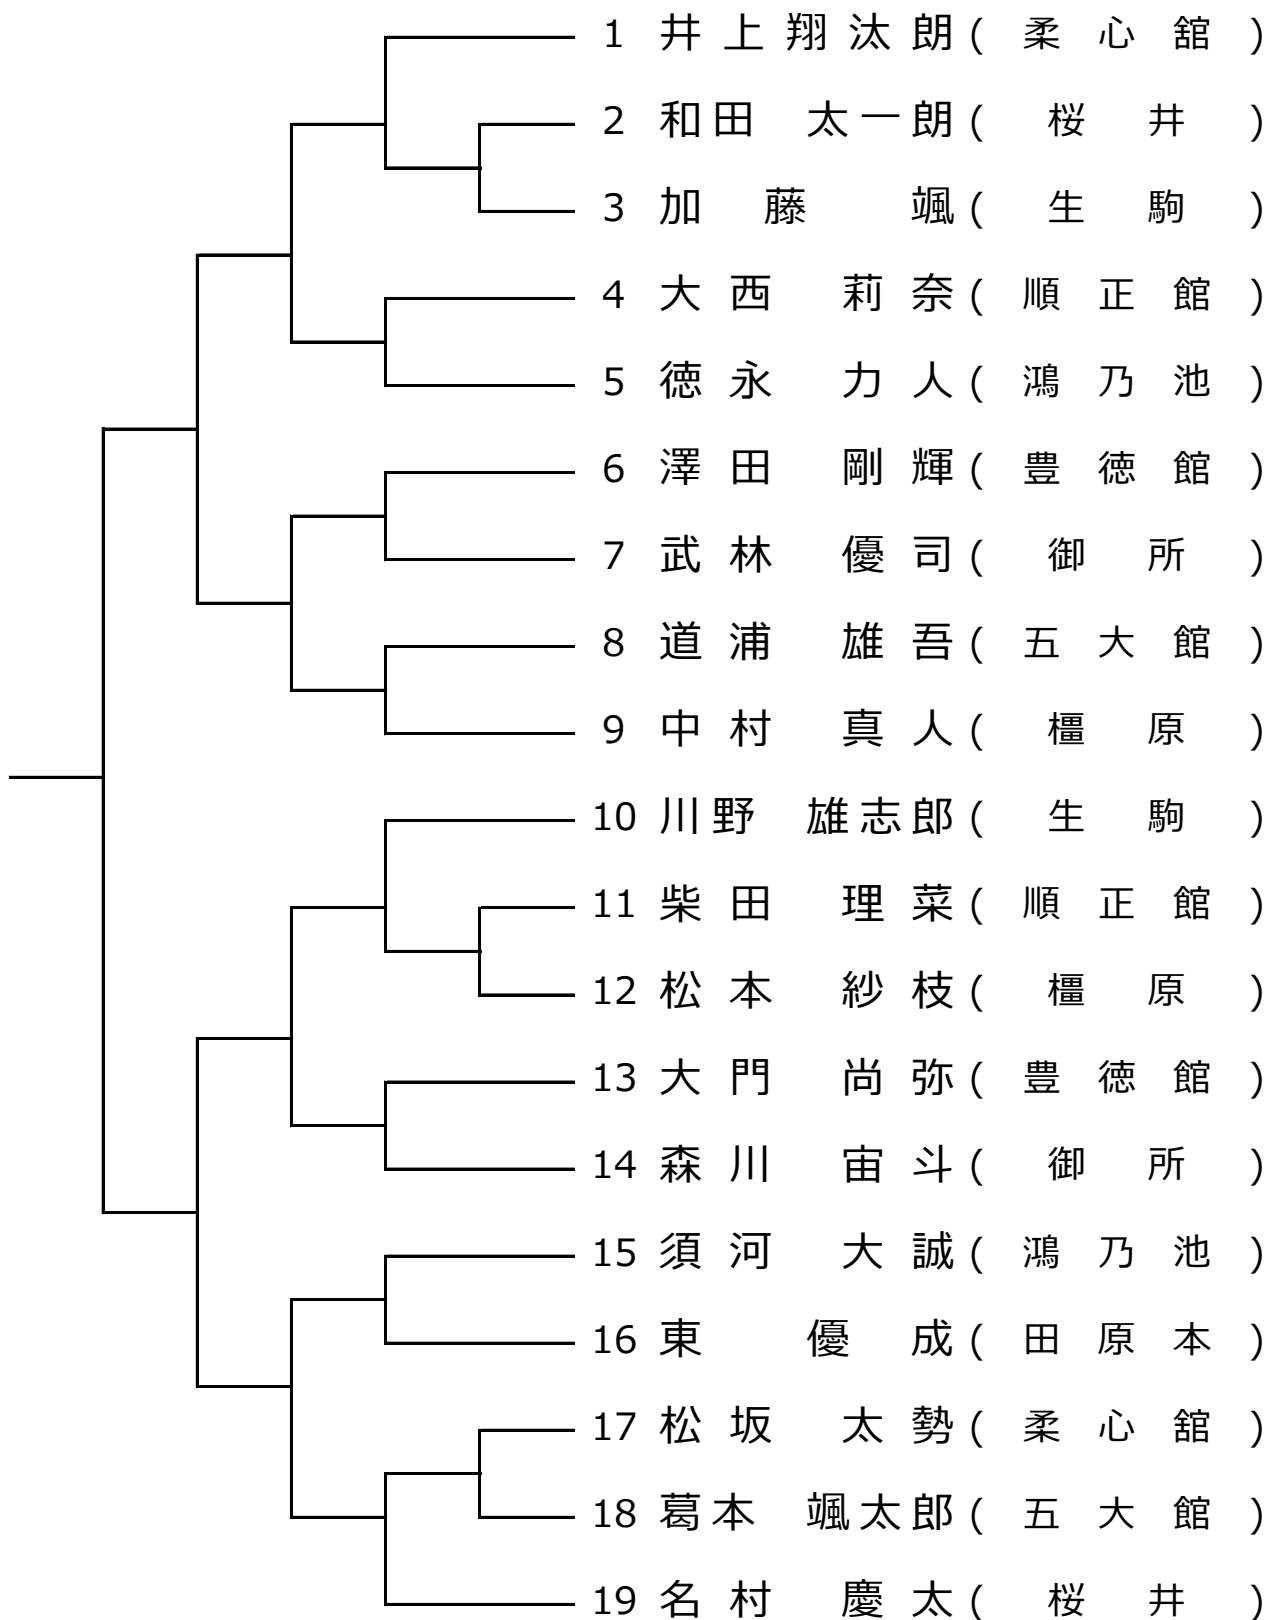 1 井上翔汰朗 ( 柔心舘 )
2 和田 太一朗 ( 桜井 )
3 加藤 颯 ( 生駒 )
4 大西 莉奈 ( 順正館 )
5 徳永 力人 ( 鴻乃池 )
6 澤田 剛輝 ( 豊徳館 )
7 武林 優司 ( 御所 )
8 道浦 雄吾 ( 五大館 )
9 中村 真人 ( 橿原 )
10 川野 雄志郎 ( 生駒 )
11 柴田 理菜 ( 順正館 )
12 松本 紗枝 ( 橿原 )
13 大門 尚弥 ( 豊徳館 )
14 森川 宙斗 ( 御所 )
15 須河 大誠 ( 鴻乃池 )
16 東 優成 ( 田原本 )
17 松坂 太勢 ( 柔心舘 )
18 葛本 颯太郎 ( 五大館 )
19 名村 慶太 ( 桜井 )